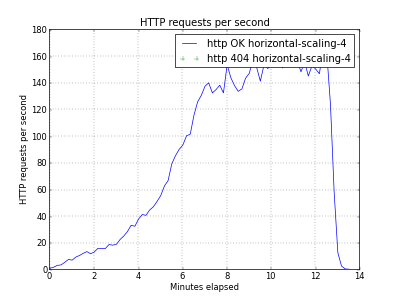 HTTP requests per second
180
160
140
120
100
80
60
40
20
0
HTTP requests per second
http OK horizontal-scaling-4
http 404 horizontal-scaling-4
0 2 4 6 8 10 12 14
Minutes elapsed